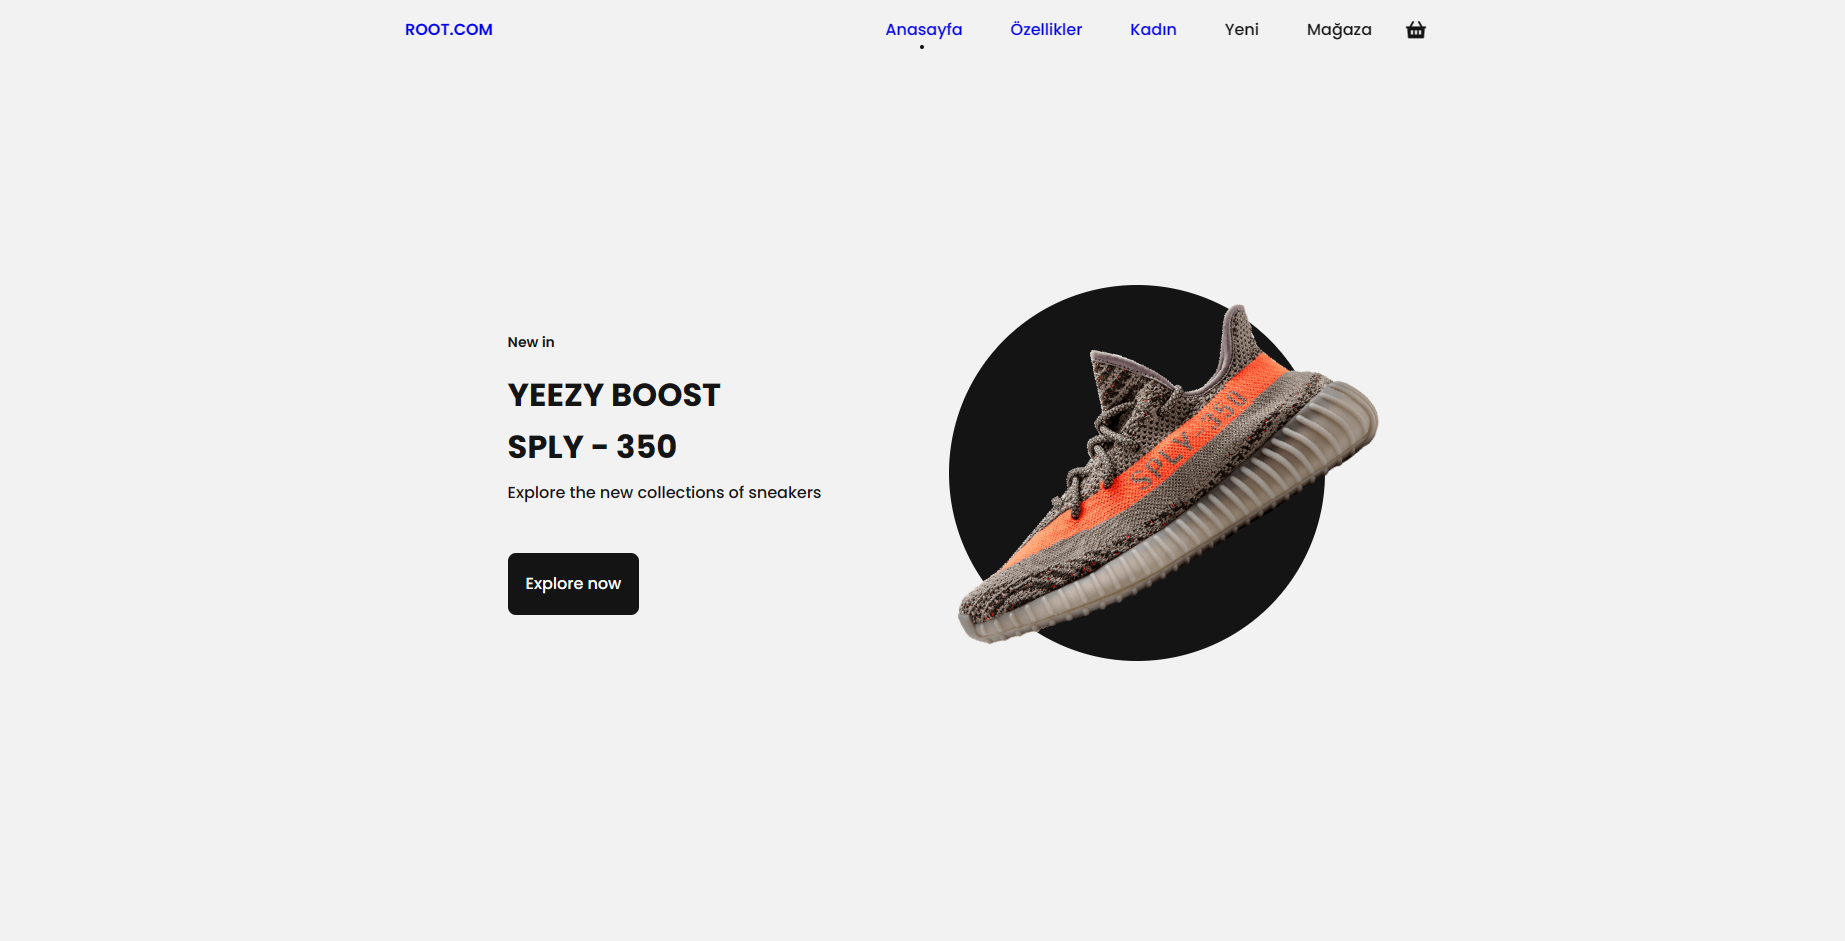 ROOT.COM Anasayfa Özellikler Kadın Yeni Mağaza
New in
YEEZY BOOST
SPLY - 350
Explore the new collections of sneakers
Explore now
SPLY-350